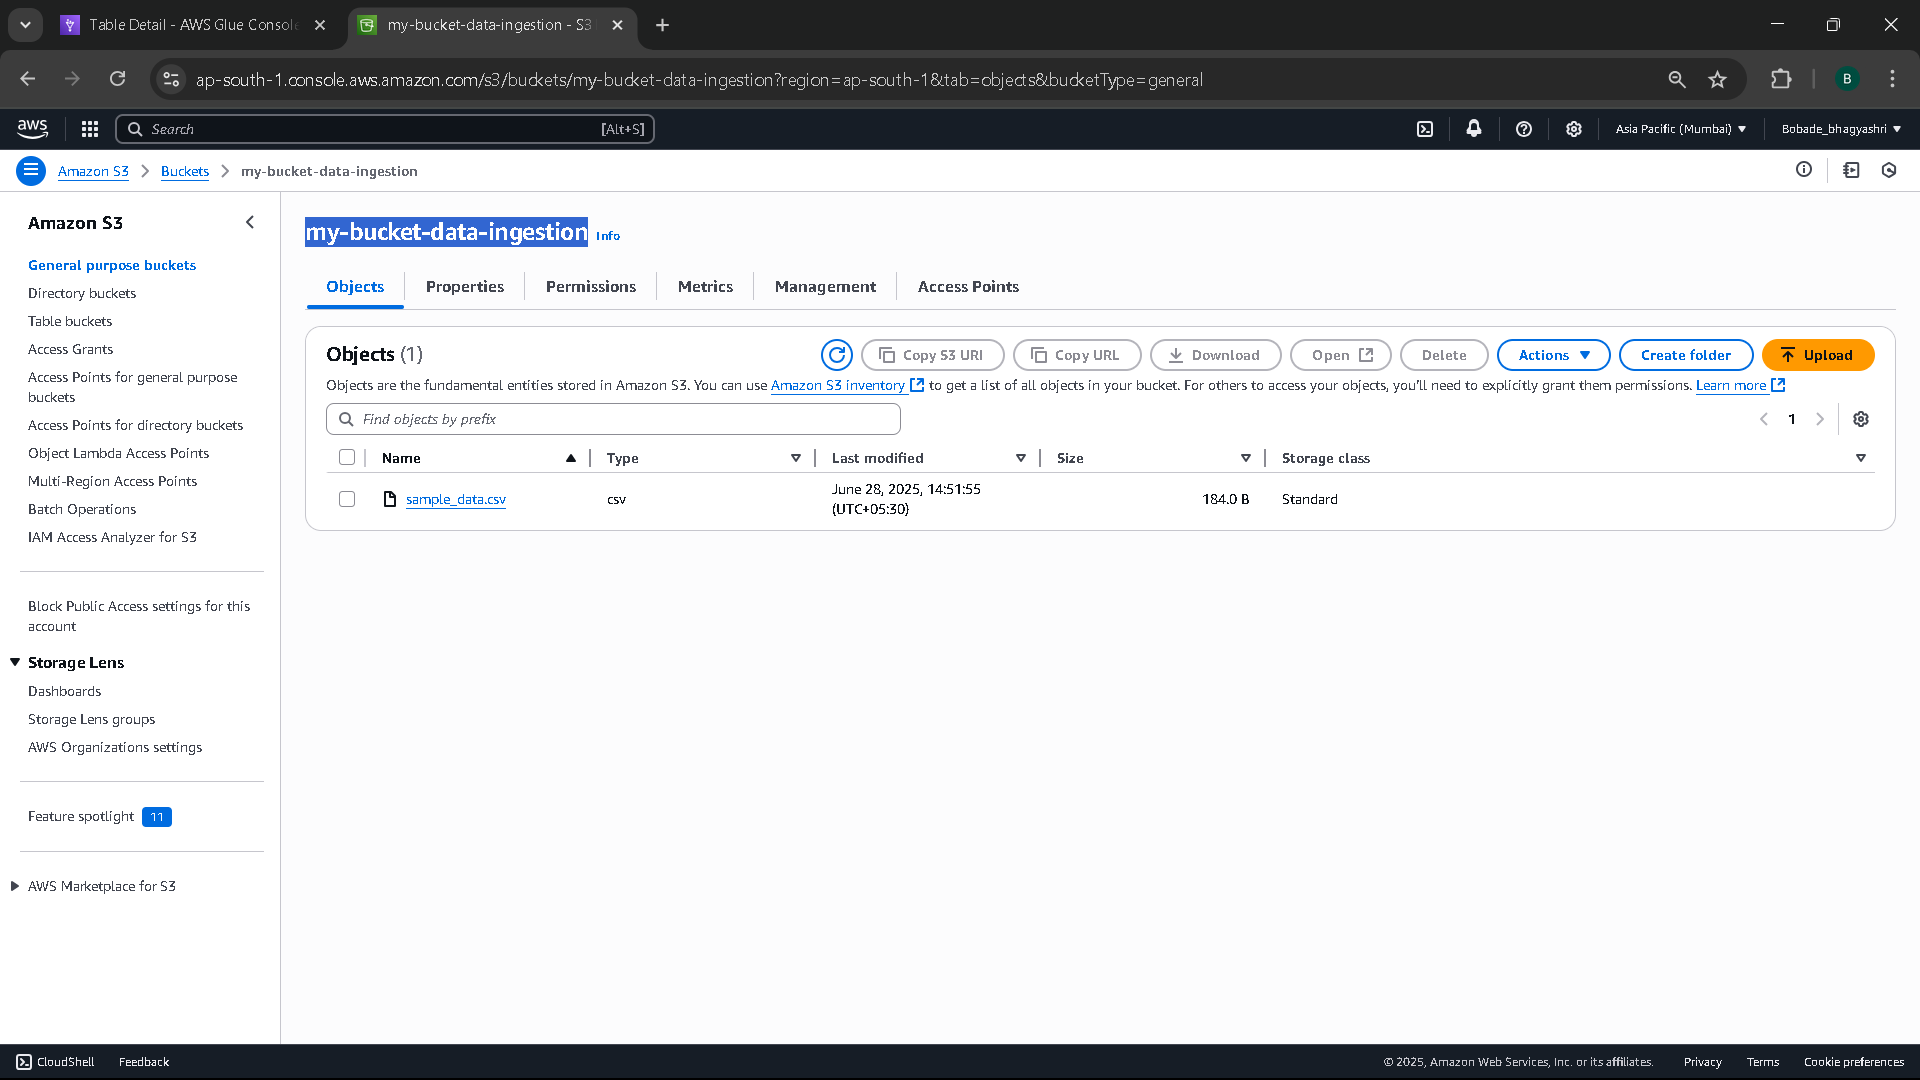 Table Detail - AWS Glue Console
my-bucket-data-ingestion - S3
ap-south-1.console.aws.amazon.com/s3/buckets/my-bucket-data-ingestion?region=ap-south-1&tab=objects&bucketType=general
B
aws
Search
[Alt+S]
Asia Pacific (Mumbai)
Bobade_bhagyashri
Amazon S3
Buckets
my-bucket-data-ingestion
Amazon S3
General purpose buckets
Directory buckets
Table buckets
Access Grants
Access Points for general purpose
buckets
Access Points for directory buckets
Object Lambda Access Points
Multi-Region Access Points
Batch Operations
IAM Access Analyzer for S3
Block Public Access settings for this
account
Storage Lens
Dashboards
Storage Lens groups
AWS Organizations settings
Feature spotlight 11
AWS Marketplace for S3
my-bucket-data-ingestion Info
Objects
Properties
Permissions
Metrics
Management
Access Points
Objects (1)
Copy S3 URI
Copy URL
Download
Open
Delete
Actions
Create folder
Upload
Objects are the fundamental entities stored in Amazon S3. You can use Amazon S3 inventory to get a list of all objects in your bucket. For others to access your objects, you'll need to explicitly grant them permissions. Learn more
Find objects by prefix
1
Name
Type
Last modified
Size
Storage class
sample_data.csv
csv
June 28, 2025, 14:51:55
(UTC+05:30)
184.0 B
Standard
CloudShell
Feedback
© 2025, Amazon Web Services, Inc. or its affiliates.
Privacy
Terms
Cookie preferences